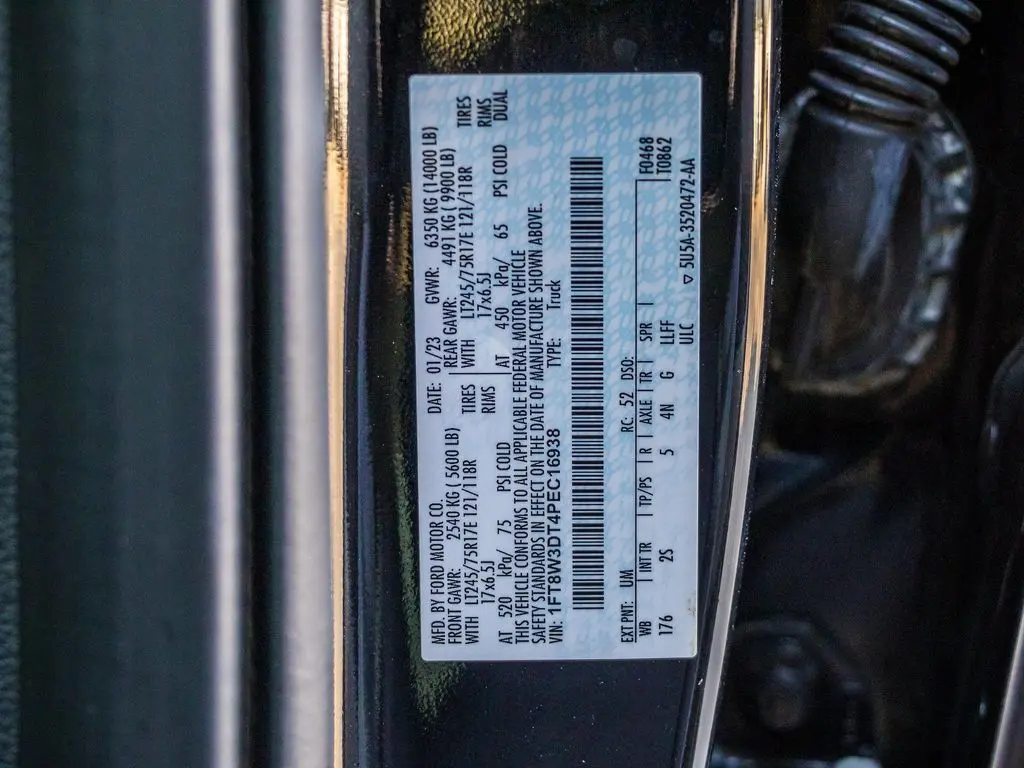 MFD. BY FORD MOTOR CO. DATE: 01/23 GVWR: 6350 KG (14000 LB)
FRONT GAWR: 2540 KG ( 5600 LB) REAR GAWR: 4491 KG ( 9900 LB)
WITH LT245/75R17E 121/118R TIRES WITH LT245/75R17E 121/118R TIRES
17x6.5J RIMS 17x6.5J RIMS
AT 520 kPa/ 75 PSI COLD AT 450 kPa/ 65 PSI COLD DUAL
THIS VEHICLE CONFORMS TO ALL APPLICABLE FEDERAL MOTOR VEHICLE
SAFETY STANDARDS IN EFFECT ON THE DATE OF MANUFACTURE SHOWN ABOVE.
VIN: 1FT8W3DT4PEC16938 TYPE: Truck
EXT PNT: UM RC: 52 DSO: F0468
WB INT TR TP/PS R AXLE TR SPR T0862
176 2S 5 4N G LLFF
ULC ▽ 5U5A-3520472-AA